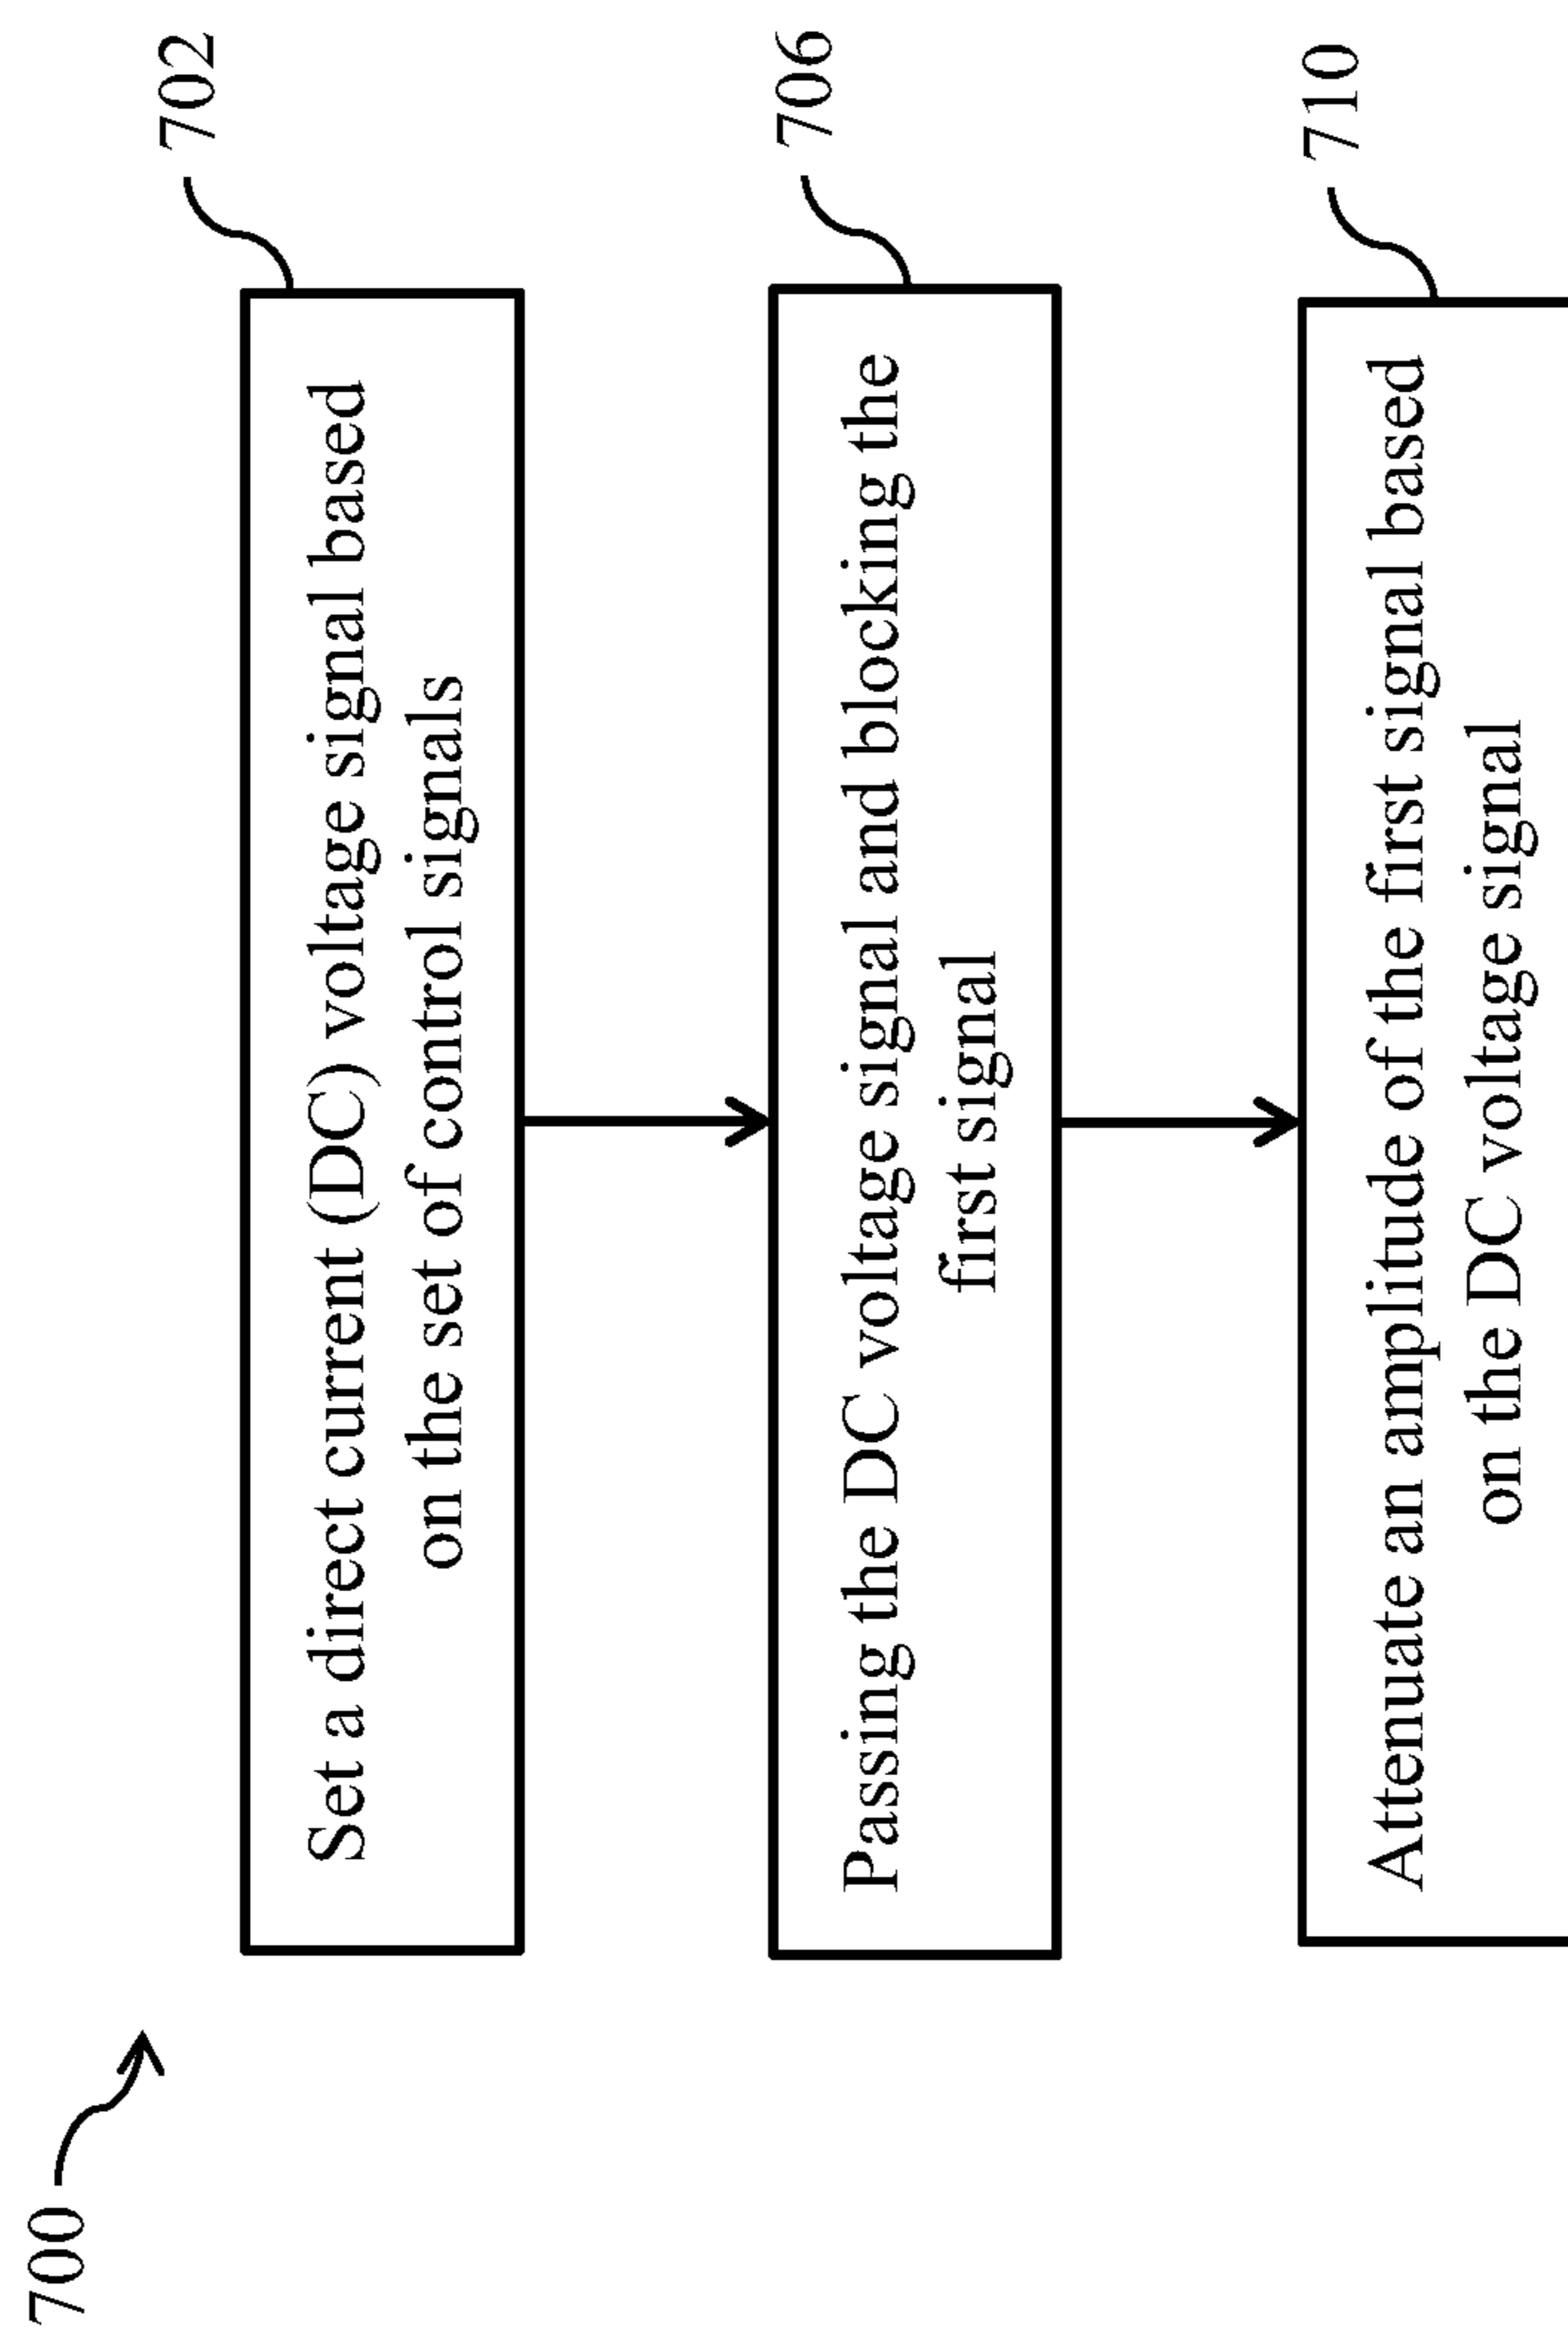 700
702
Set a direct current (DC) voltage signal based
on the set of control signals
706
Passing the DC voltage signal and blocking the
first signal
710
Attenuate an amplitude of the first signal based
on the DC voltage signal